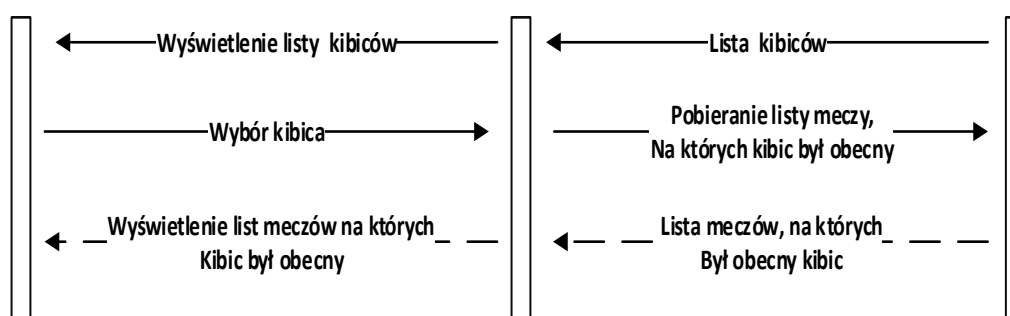 Wyświetlenie listy kibiców
Lista kibiców
Wybór kibica
Pobieranie listy meczy,
Na których kibic był obecny
Wyświetlenie list meczów na których
Kibic był obecny
Lista meczów, na których
Był obecny kibic